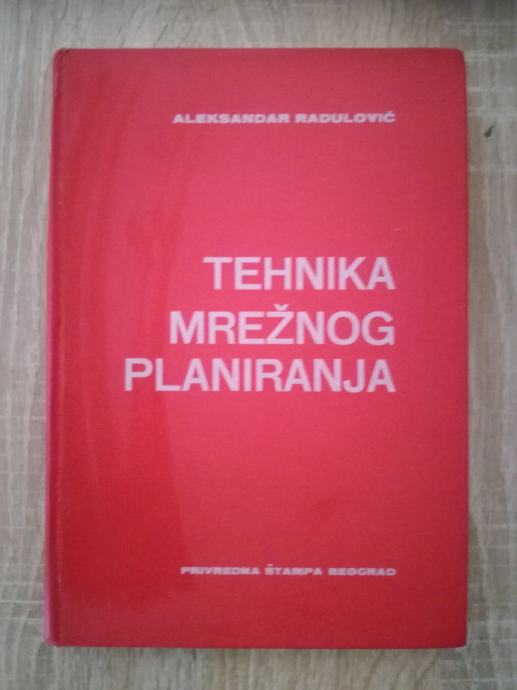 ALEKSANDAR RADULOVIĆ
TEHNIKA
MREŽNOG
PLANIRANJA
PRIVREDNA ŠTAMPA BEOGRAD